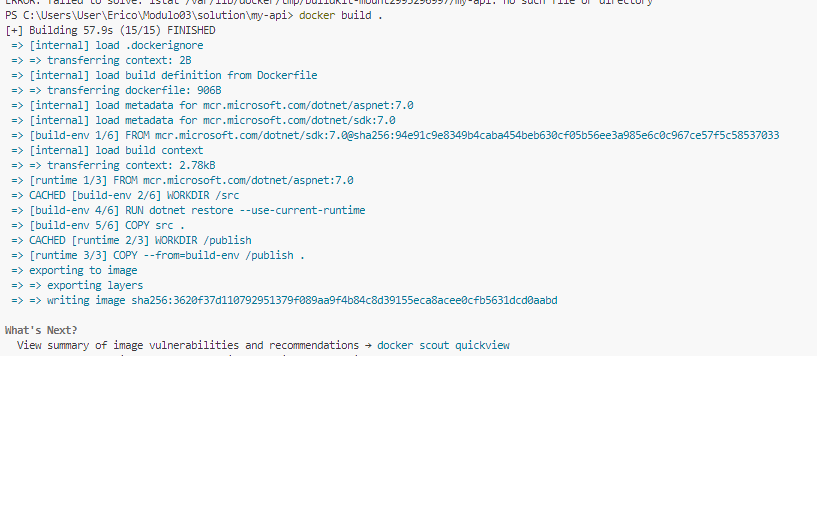 ERROR: failed to solve: lstat /var/lib/docker/tmp/buildkit-mount2995296997/my-api: no such file or directory
PS C:\Users\User\Erico\Modulo03\solution\my-api> docker build .
[+] Building 57.9s (15/15) FINISHED
=> [internal] load .dockerignore
=> => transferring context: 2B
=> [internal] load build definition from Dockerfile
=> => transferring dockerfile: 906B
=> [internal] load metadata for mcr.microsoft.com/dotnet/aspnet:7.0
=> [internal] load metadata for mcr.microsoft.com/dotnet/sdk:7.0
=> [build-env 1/6] FROM mcr.microsoft.com/dotnet/sdk:7.0@sha256:94e91c9e8349b4caba454beb630cf05b56ee3a985e6c0c967ce57f5c58537033
=> [internal] load build context
=> => transferring context: 2.78kB
=> [runtime 1/3] FROM mcr.microsoft.com/dotnet/aspnet:7.0
=> CACHED [build-env 2/6] WORKDIR /src
=> [build-env 4/6] RUN dotnet restore --use-current-runtime
=> [build-env 5/6] COPY src .
=> CACHED [runtime 2/3] WORKDIR /publish
=> [runtime 3/3] COPY --from=build-env /publish .
=> exporting to image
=> => exporting layers
=> => writing image sha256:3620f37d110792951379f089aa9f4b84c8d39155eca8acee0cfb5631dcd0aabd
What's Next?
View summary of image vulnerabilities and recommendations → docker scout quickview